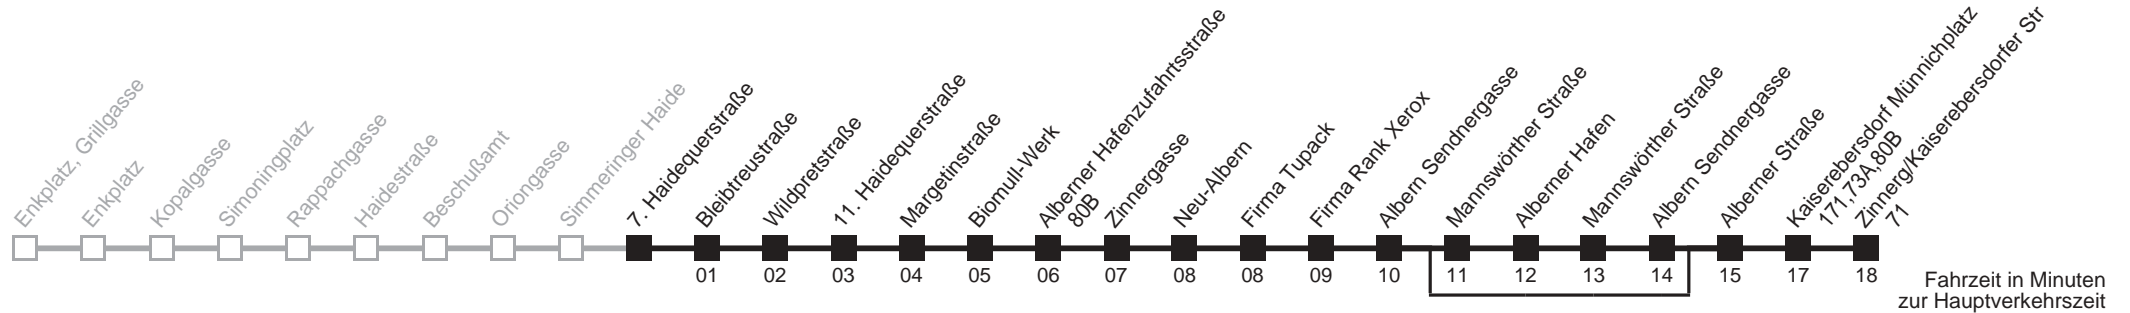 Enkplatz, Grillgasse
Enkplatz
Kopalgasse
Simoningplatz
Rappachgasse
Haidestraße
Beschußamt
Oriongasse
Simmeringer Haide
7. Haidequerstraße
Bleibtreustraße
Wildpretstraße
11. Haidequerstraße
Margetinstraße
Biomull-Werk
Alberner Hafenzufahrtsstraße
80B
Zinnergasse
Neu-Albern
Firma Tupack
Firma Rank Xerox
Albern Sendnergasse
Mannswörther Straße
Alberner Hafen
Mannswörther Straße
Albern Sendnergasse
Alberner Straße
Kaiserebersdorf Münnichplatz
171,73A,80B
Zinnerg/Kaiserebersdorfer Str
71
01 02 03 04 05 06 07 08 08 09 10 11 12 13 14 15 17 18
Fahrzeit in Minuten
zur Hauptverkehrszeit